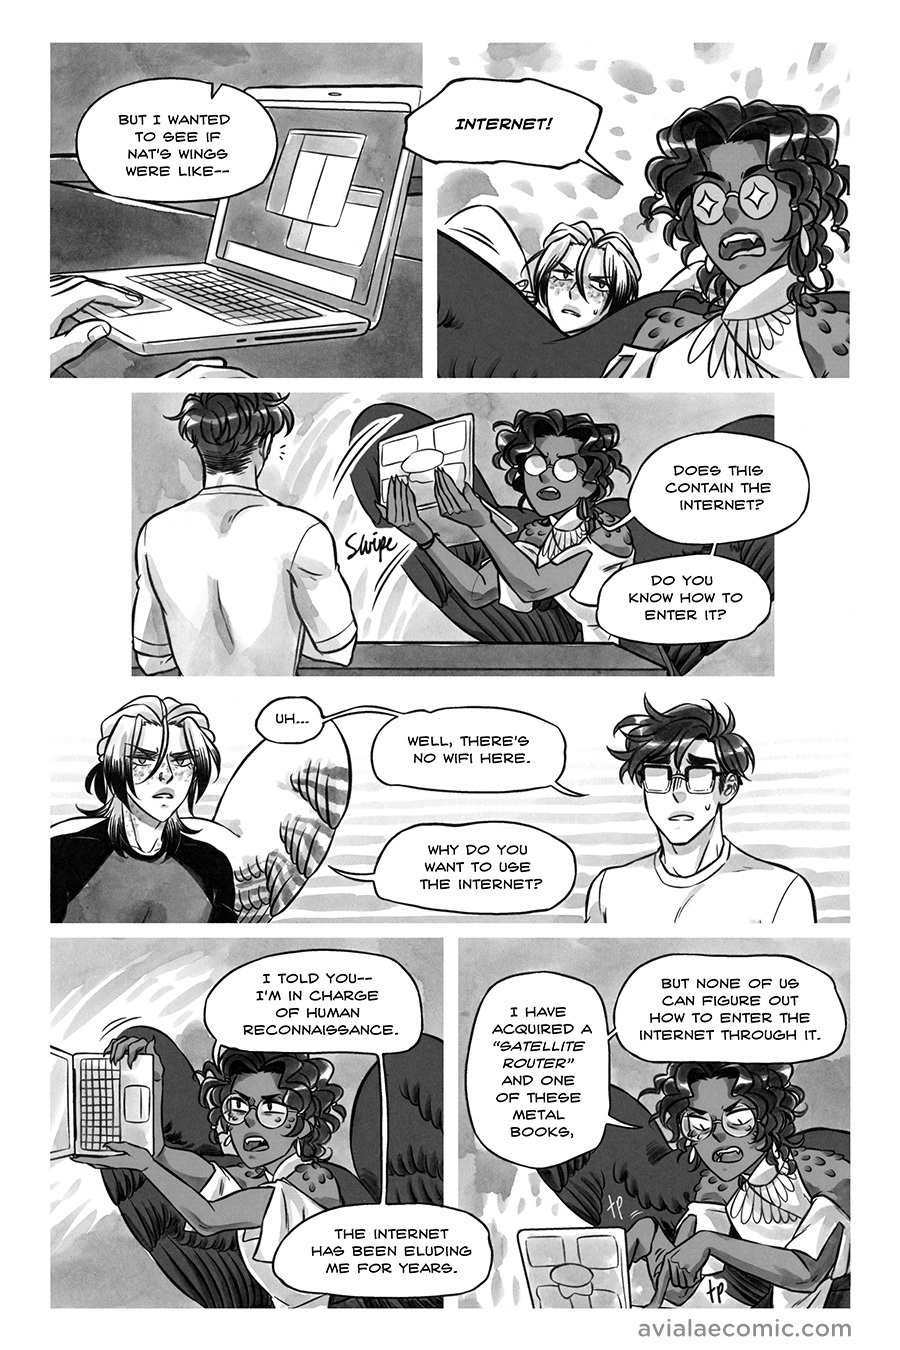 BUT I WANTED
TO SEE IF
NAT'S WINGS
WERE LIKE--
INTERNET!
DOES THIS
CONTAIN THE
INTERNET?
DO YOU
KNOW HOW TO
ENTER IT?
Swipe
UH...
WELL, THERE'S
NO WIFI HERE.
WHY DO YOU
WANT TO USE
THE INTERNET?
I TOLD YOU--
I'M IN CHARGE
OF HUMAN
RECONNAISSANCE.
THE INTERNET
HAS BEEN ELUDING
ME FOR YEARS.
I HAVE
ACQUIRED A
"SATELLITE
ROUTER"
AND ONE
OF THESE
METAL
BOOKS,
BUT NONE OF US
CAN FIGURE OUT
HOW TO ENTER THE
INTERNET THROUGH IT.
tp
tp
avialaecomic.com